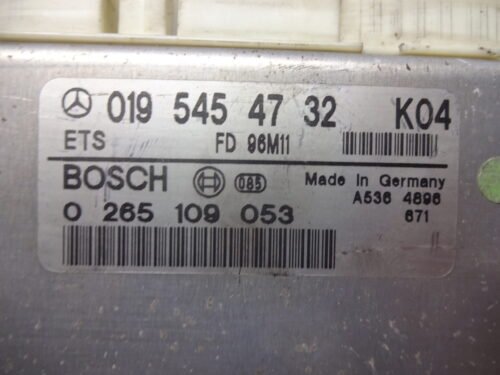 019 545 47 32 K04
ETS FD 96M11
BOSCH 085 Made in Germany
A536 4896
0 265 109 053 671